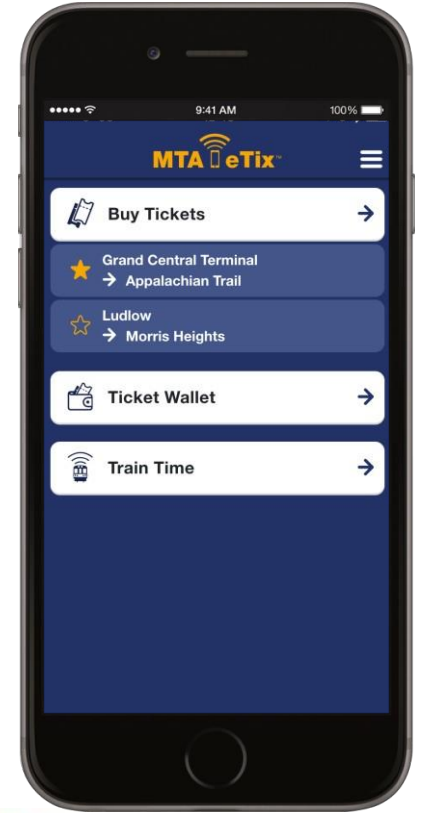 9:41 AM
100%
MTA eTix™
Buy Tickets
Grand Central Terminal
→ Appalachian Trail
Ludlow
→ Morris Heights
Ticket Wallet
Train Time